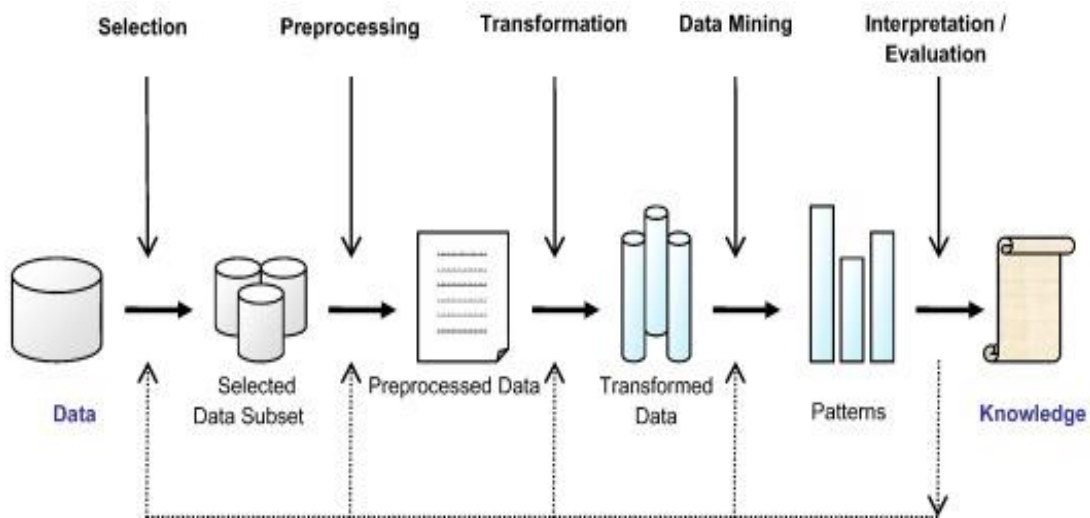 Selection
Preprocessing
Transformation
Data Mining
Interpretation /
Evaluation
Data
Selected
Data Subset
Preprocessed Data
Transformed
Data
Patterns
Knowledge